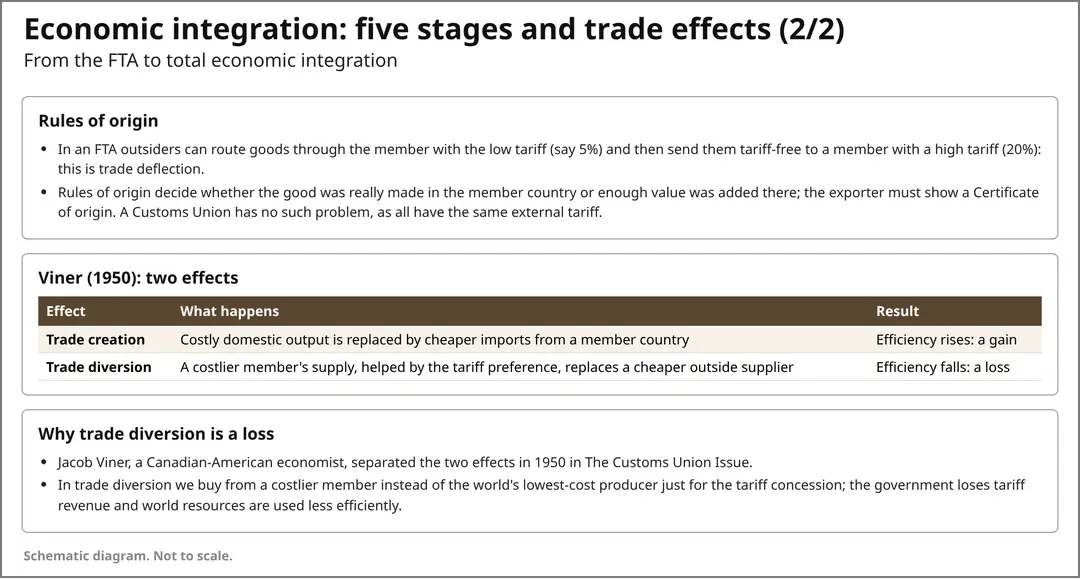 Economic integration: five stages and trade effects (2/2)
From the FTA to total economic integration
Rules of origin
• In an FTA outsiders can route goods through the member with the low tariff (say 5%) and then send them tariff-free to a member with a high tariff (20%):
this is trade deflection.
• Rules of origin decide whether the good was really made in the member country or enough value was added there; the exporter must show a Certificate
of origin. A Customs Union has no such problem, as all have the same external tariff.
Viner (1950): two effects
Effect What happens Result
Trade creation Costly domestic output is replaced by cheaper imports from a member country Efficiency rises: a gain
Trade diversion A costlier member's supply, helped by the tariff preference, replaces a cheaper outside supplier Efficiency falls: a loss
Why trade diversion is a loss
• Jacob Viner, a Canadian-American economist, separated the two effects in 1950 in The Customs Union Issue.
• In trade diversion we buy from a costlier member instead of the world's lowest-cost producer just for the tariff concession; the government loses tariff
revenue and world resources are used less efficiently.
Schematic diagram. Not to scale.